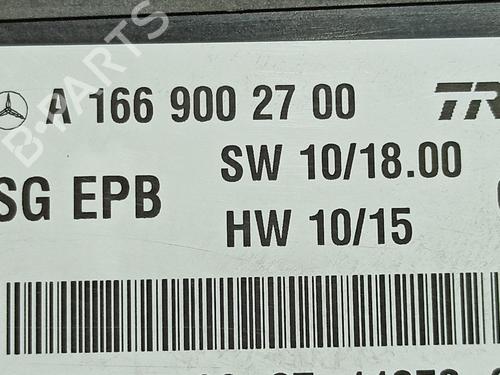 A 166 900 27 00
SG EPB
SW 10/18.00
HW 10/15
B-PARTS